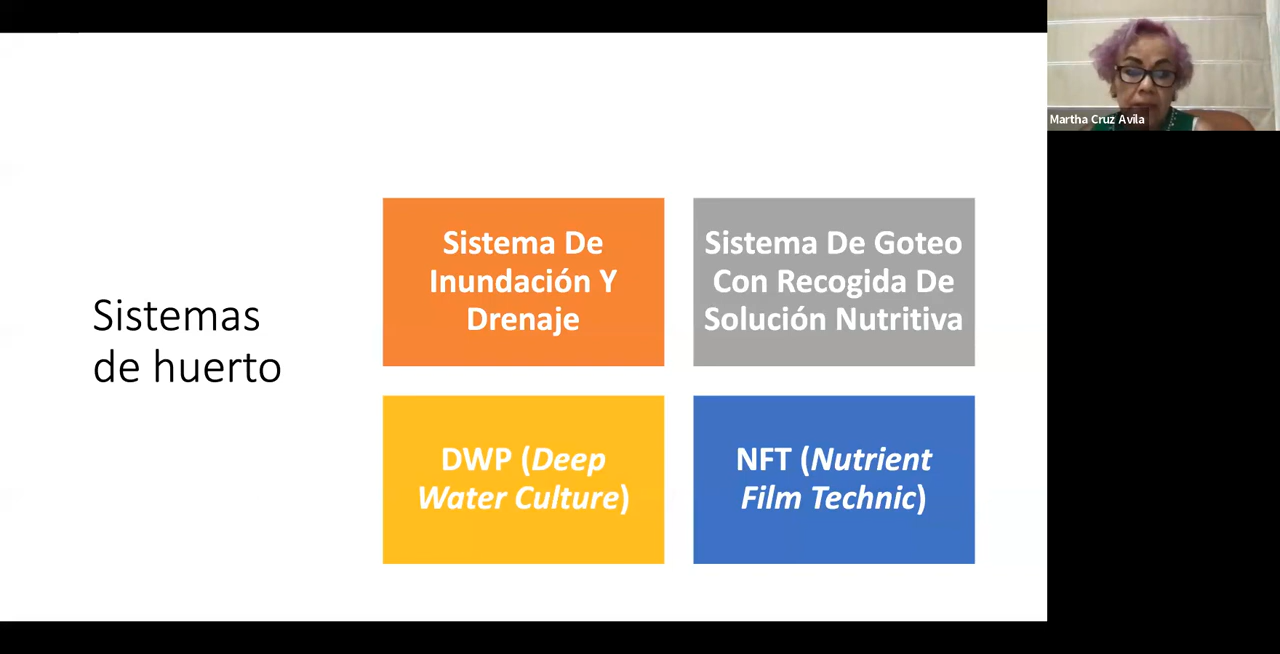 Martha Cruz Avila
Sistemas
de huerto
Sistema De
Inundación Y
Drenaje
Sistema De Goteo
Con Recogida De
Solución Nutritiva
DWP (Deep
Water Culture)
NFT (Nutrient
Film Technic)